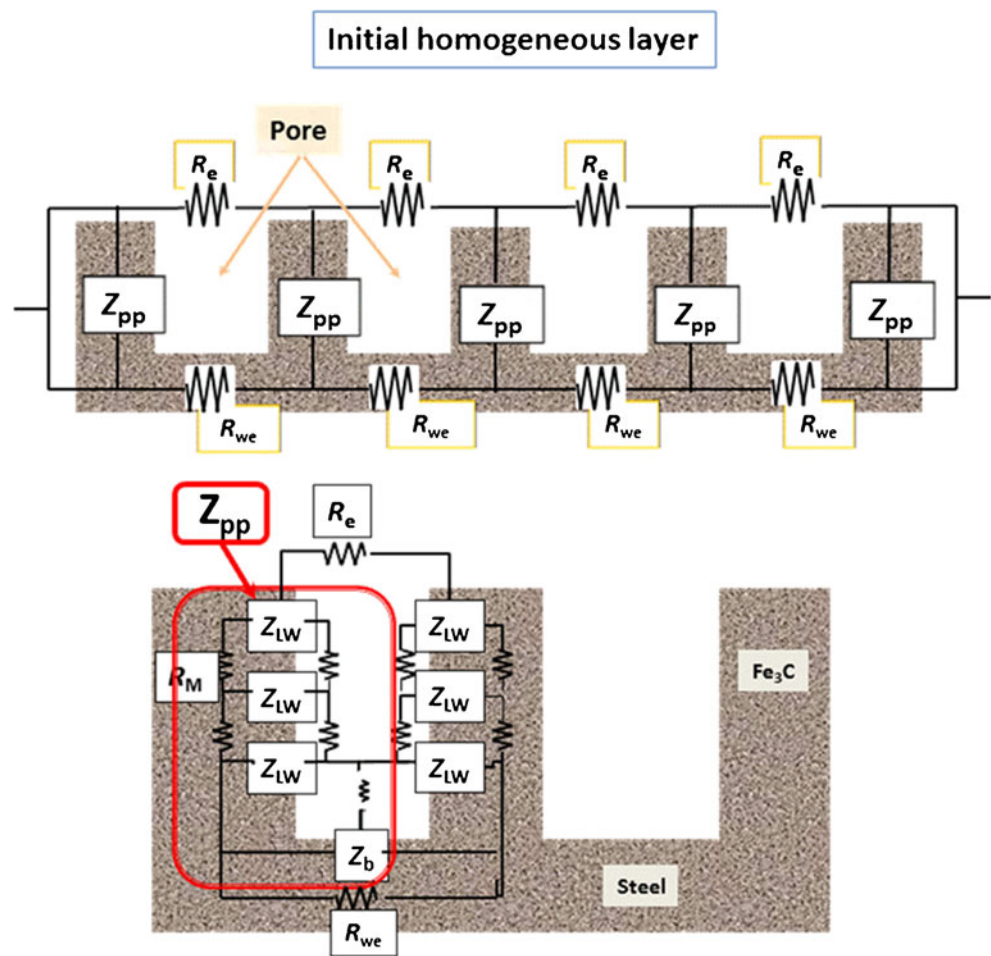 Initial homogeneous layer
Pore
Re Re Re Re
Zpp Zpp Zpp Zpp Zpp
Rwe Rwe Rwe Rwe
Zpp
Re
ZLW ZLW
RM
ZLW ZLW
Fe₃C
ZLW ZLW
Zb
Steel
Rwe